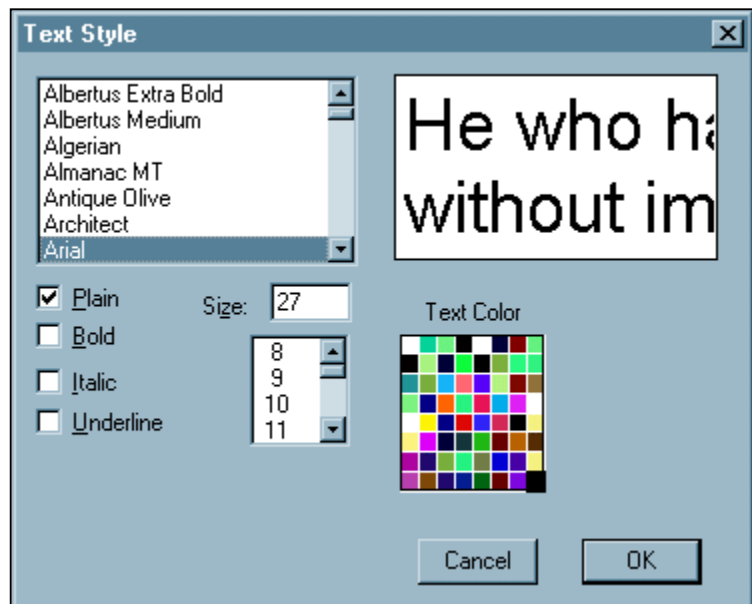 Text Style
Albertus Extra Bold
Albertus Medium
Algerian
Almanac MT
Antique Olive
Architect
Arial
He who ha
without im
Plain
Size: 27
Bold
Italic
Underline
8
9
10
11
Text Color
Cancel
OK